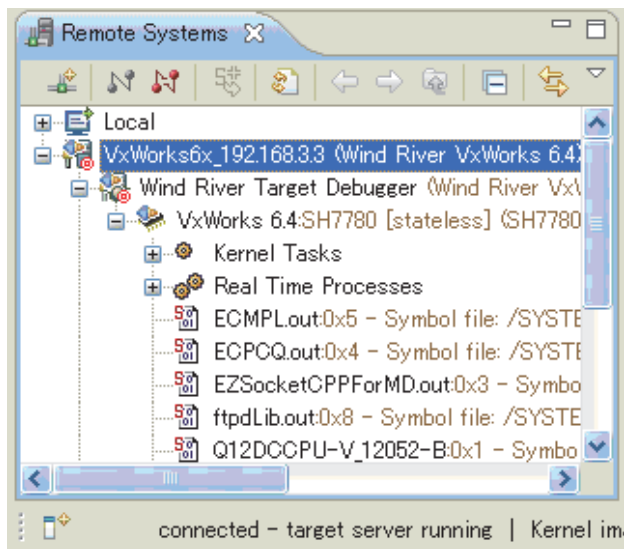 Remote Systems
Local
VxWorks6x_192.168.3.3 (Wind River VxWorks 6.4)
Wind River Target Debugger (Wind River Vx
VxWorks 6.4:SH7780 [stateless] (SH7780
Kernel Tasks
Real Time Processes
ECMPL.out:0x5 - Symbol file: /SYSTE
ECPCQ.out:0x4 - Symbol file: /SYSTE
EZSocketCPPForMD.out:0x3 - Symbo
ftpdLib.out:0x8 - Symbol file: /SYSTE
Q12DCCPU-V_12052-B:0x1 - Symbo
connected - target server running | Kernel im